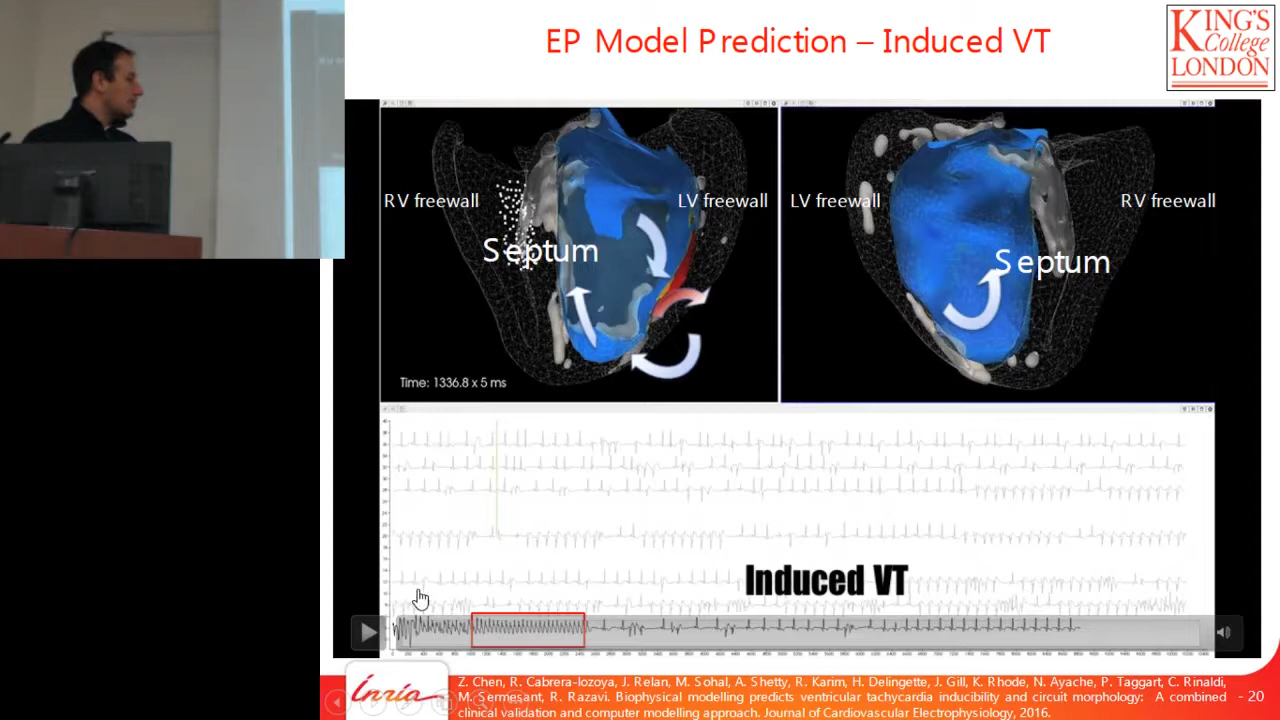 EP Model Prediction – Induced VT
KING'S
College
LONDON
RV freewall
LV freewall
Septum
Time: 1336.8 x 5 ms
LV freewall
RV freewall
Septum
Induced VT
Inria
Z. Chen, R. Cabrera-lozoya, J. Relan, M. Sohal, A. Shetty, R. Karim, H. Delingette, J. Gill, K. Rhode, N. Ayache, P. Taggart, C. Rinaldi,
M. Sermesant, R. Razavi. Biophysical modelling predicts ventricular tachycardia inducibility and circuit morphology: A combined
clinical validation and computer modelling approach. Journal of Cardiovascular Electrophysiology, 2016.
- 20